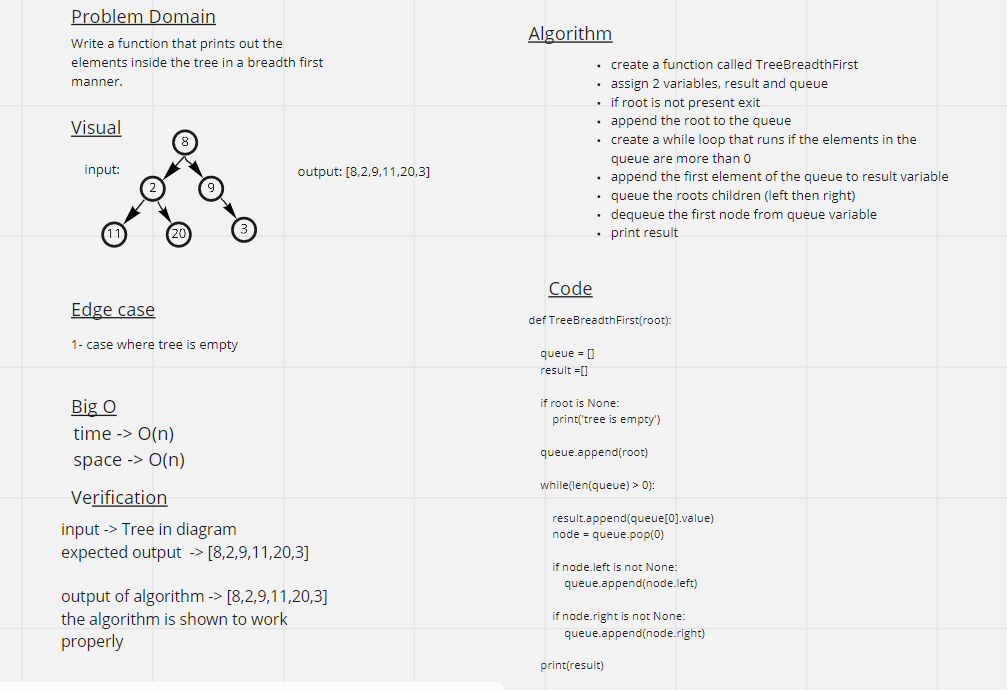 Problem Domain
Write a function that prints out the
elements inside the tree in a breadth first
manner.
Visual
input:
8
2
9
11
20
3
output: [8,2,9,11,20,3]
Edge case
1- case where tree is empty
Big O
time -> O(n)
space -> O(n)
Verification
input -> Tree in diagram
expected output -> [8,2,9,11,20,3]
output of algorithm -> [8,2,9,11,20,3]
the algorithm is shown to work
properly
Algorithm
• create a function called TreeBreadthFirst
• assign 2 variables, result and queue
• if root is not present exit
• append the root to the queue
• create a while loop that runs if the elements in the
queue are more than 0
• append the first element of the queue to result variable
• queue the roots children (left then right)
• dequeue the first node from queue variable
• print result
Code
def TreeBreadthFirst(root):
queue = []
result =[]
if root is None:
print('tree is empty')
queue.append(root)
while(len(queue) > 0):
result.append(queue[0].value)
node = queue.pop(0)
if node.left is not None:
queue.append(node.left)
if node.right is not None:
queue.append(node.right)
print(result)